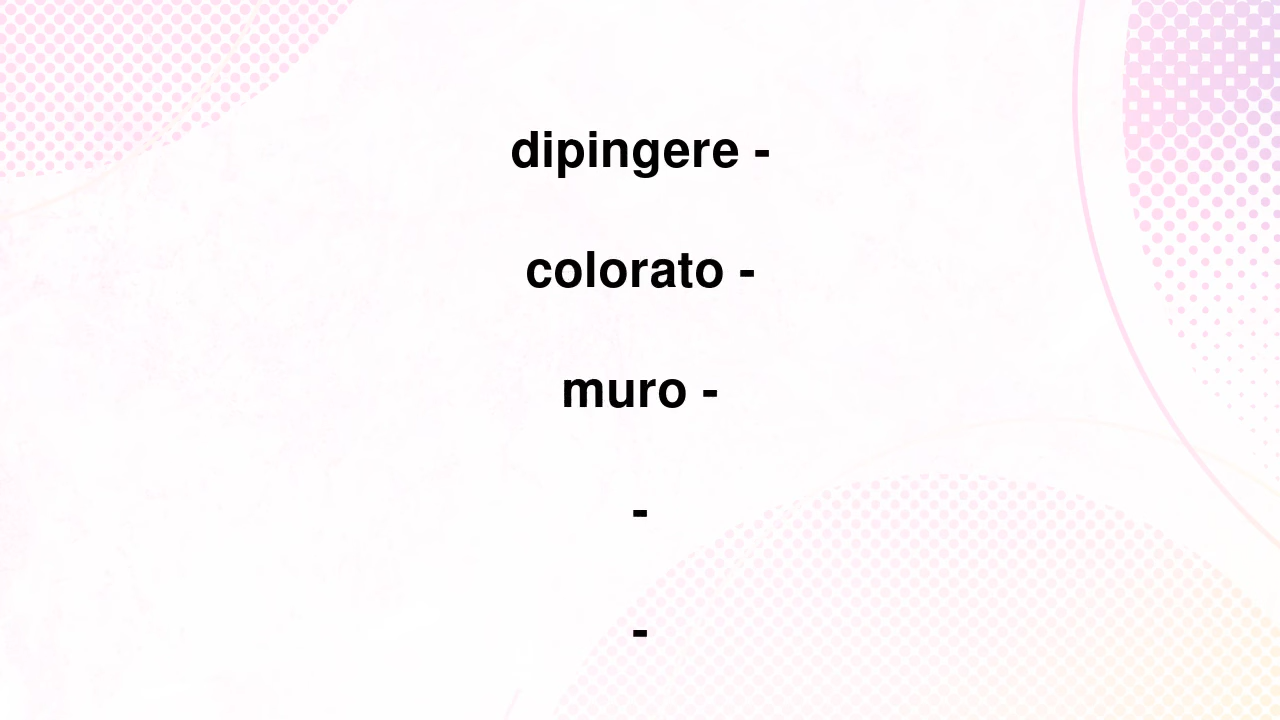 dipingere -
colorato -
muro -
-
-